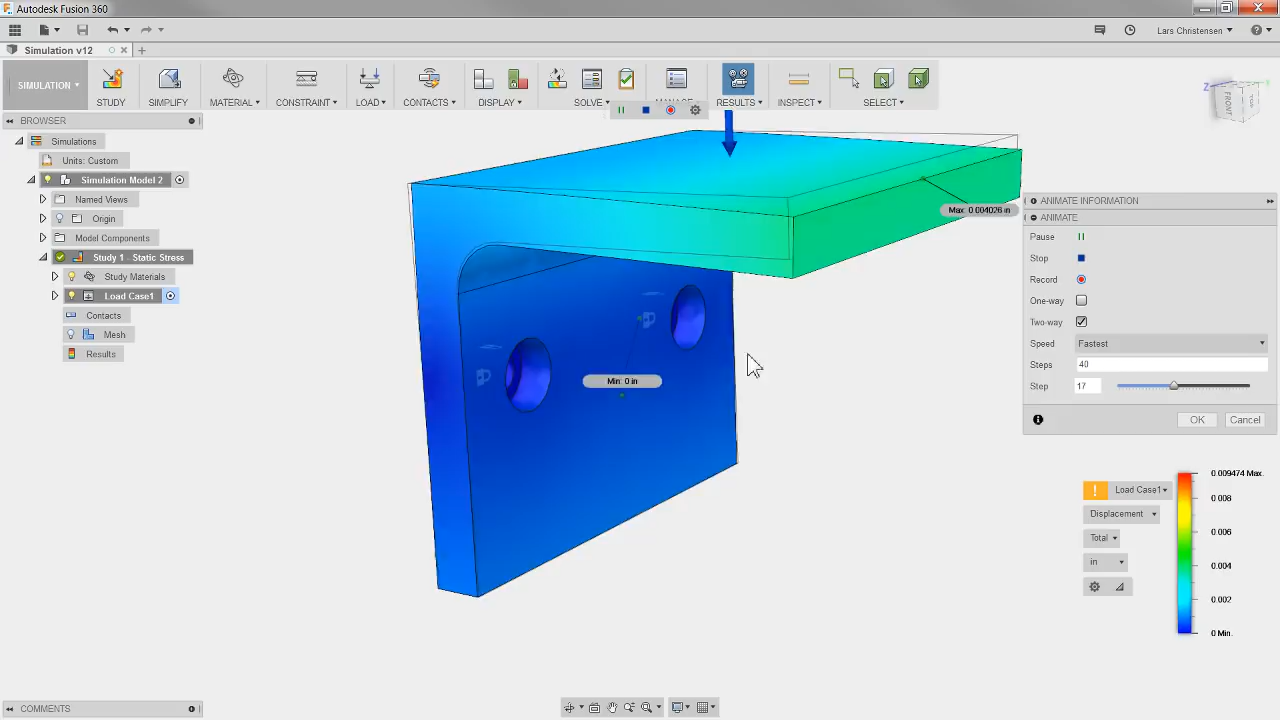 Autodesk Fusion 360
Lars Christensen
Simulation v12
SIMULATION
STUDY
SIMPLIFY
MATERIAL
CONSTRAINT
LOAD
CONTACTS
DISPLAY
SOLVE
MANAGE
RESULTS
INSPECT
SELECT
BROWSER
Simulations
Units: Custom
Simulation Model 2
Named Views
Origin
Model Components
Study 1 - Static Stress
Study Materials
Load Case1
Contacts
Mesh
Results
Z
FRONT
Max: 0.004026 in
Min: 0 in
ANIMATE INFORMATION
ANIMATE
Pause
Stop
Record
One-way
Two-way
Speed Fastest
Steps 40
Step 17
OK Cancel
Load Case1
Displacement
Total
in
0.009474 Max.
0.008
0.006
0.004
0.002
0 Min.
COMMENTS